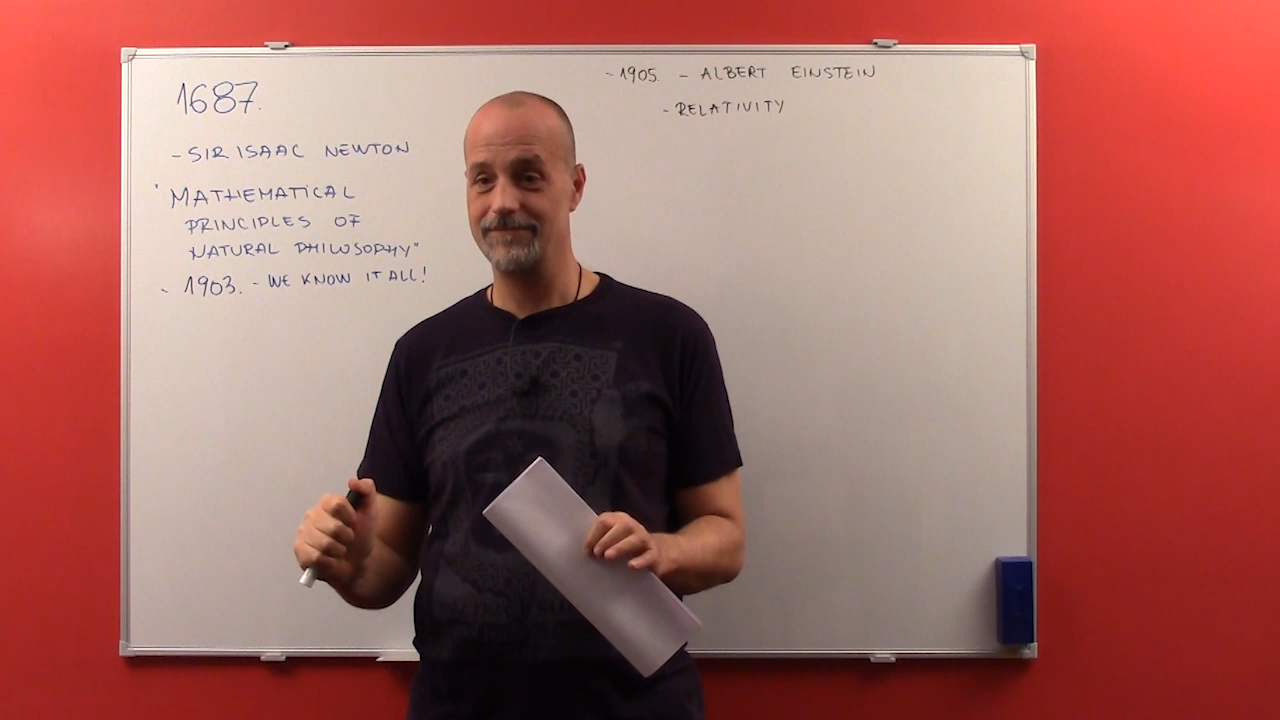 1687.
- SIR ISAAC NEWTON
"MATHEMATICAL
PRINCIPLES OF
NATURAL PHILOSOPHY"
- 1903. - WE KNOW IT ALL!
- 1905. - ALBERT EINSTEIN
- RELATIVITY